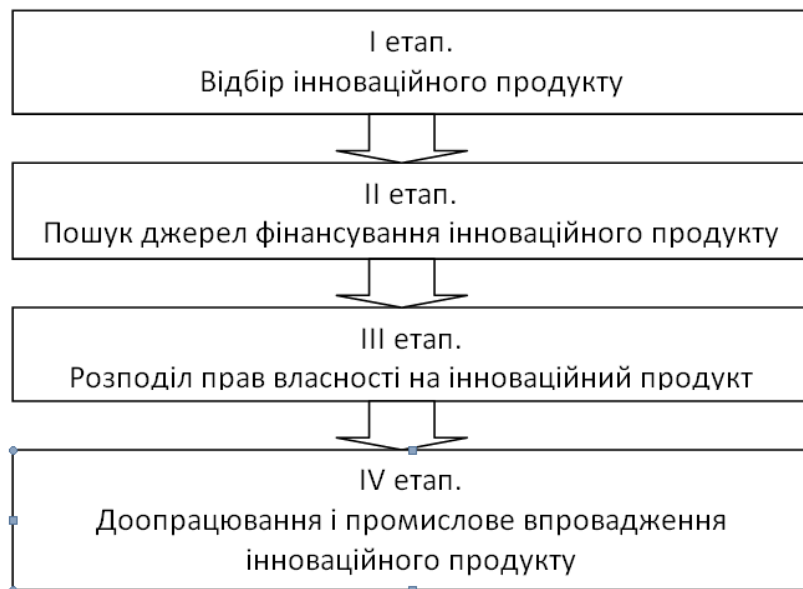 I етап.
Відбір інноваційного продукту
II етап.
Пошук джерел фінансування інноваційного продукту
III етап.
Розподіл прав власності на інноваційний продукт
IV етап.
Доопрацювання і промислове впровадження
інноваційного продукту